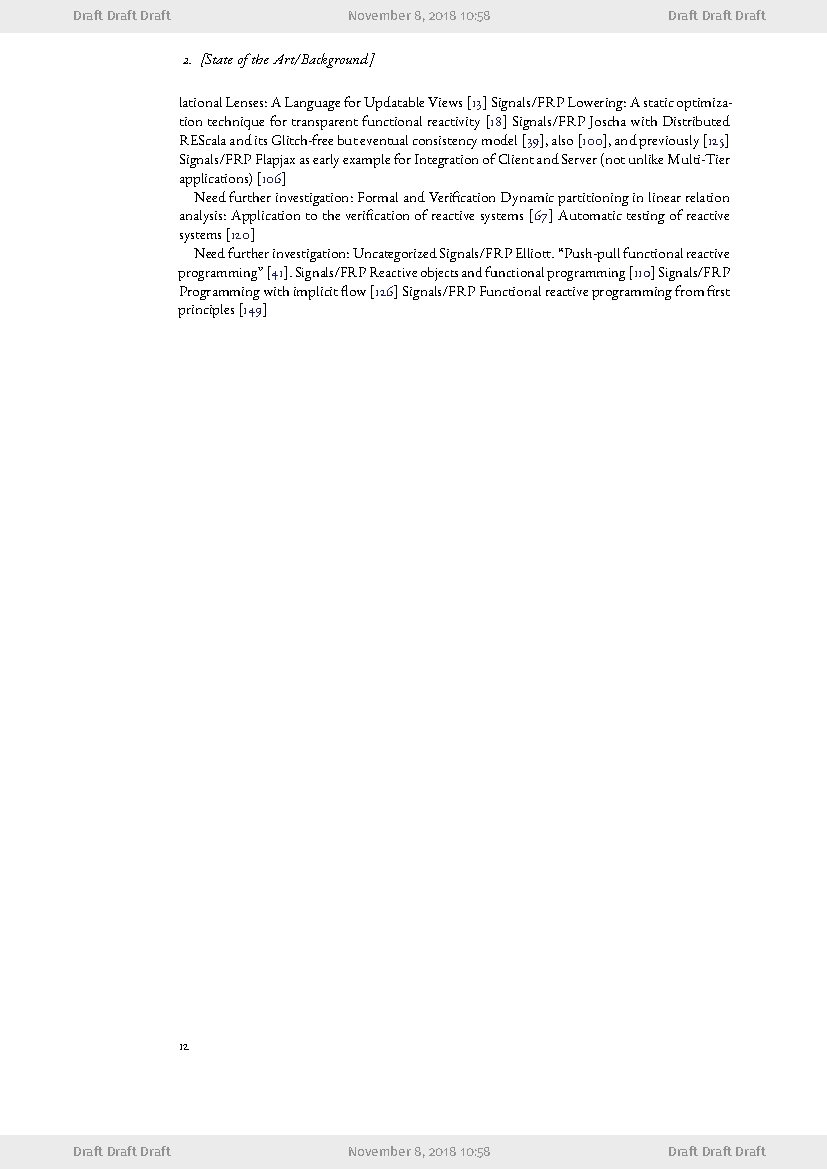 Draft Draft Draft November 8, 2018 10:58 Draft Draft Draft
2. [State of the Art/Background]
lational Lenses: A Language for Updatable Views [13] Signals/FRP Lowering: A static optimiza-
tion technique for transparent functional reactivity [18] Signals/FRP Joscha with Distributed
REScala and its Glitch-free but eventual consistency model [39], also [100], and previously [125]
Signals/FRP Flapjax as early example for Integration of Client and Server (not unlike Multi-Tier
applications) [106]
Need further investigation: Formal and Verification Dynamic partitioning in linear relation
analysis: Application to the verification of reactive systems [67] Automatic testing of reactive
systems [120]
Need further investigation: Uncategorized Signals/FRP Elliott. “Push-pull functional reactive
programming” [41]. Signals/FRP Reactive objects and functional programming [110] Signals/FRP
Programming with implicit flow [126] Signals/FRP Functional reactive programming from first
principles [149]
12
Draft Draft Draft November 8, 2018 10:58 Draft Draft Draft